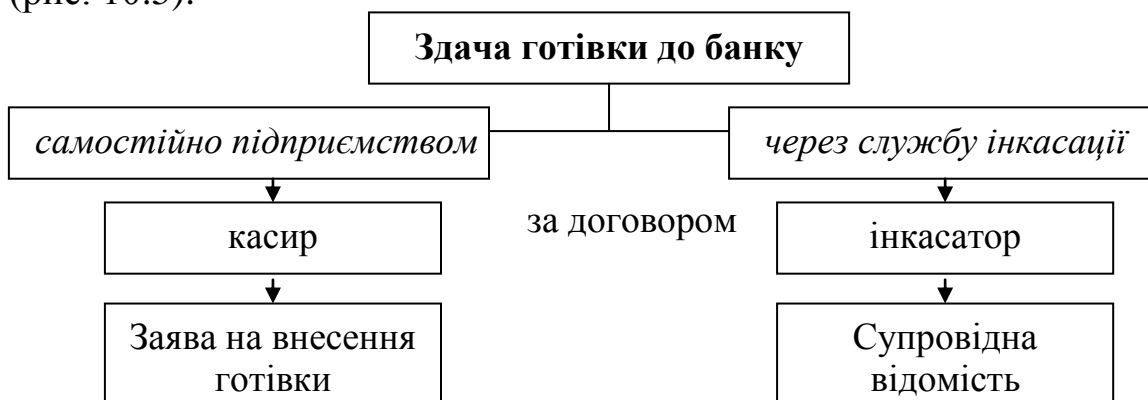 (рис. 10.5).
Здача готівки до банку
самостійно підприємством
через службу інкасації
касир
за договором
інкасатор
Заява на внесення
готівки
Супровідна
відомість